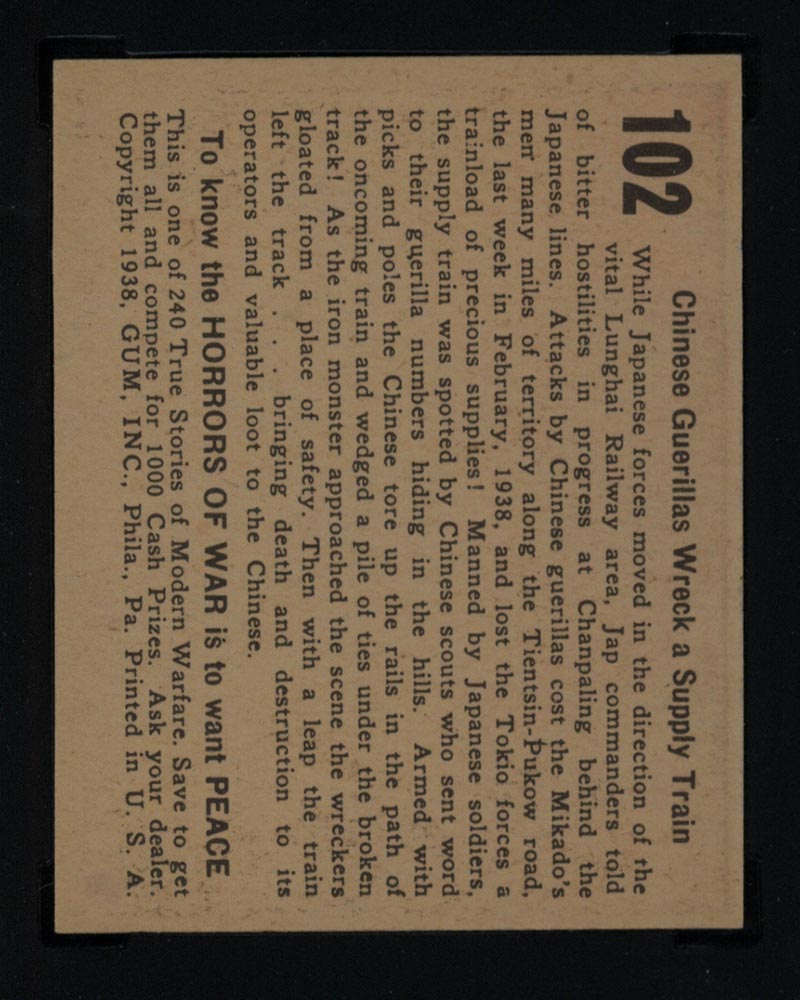 Chinese Guerillas Wreck a Supply Train
102 While Japanese forces moved in the direction of the
vital Lunghai Railway area, Jap commanders told
of bitter hostilities in progress at Chanpaling behind the
Japanese lines. Attacks by Chinese guerillas cost the Mikado's
men many miles of territory along the Tientsin-Pukow road,
the last week in February, 1938, and lost the Tokio forces a
trainload of precious supplies! Manned by Japanese soldiers,
the supply train was spotted by Chinese scouts who sent word
to their guerilla numbers hiding in the hills. Armed with
picks and poles the Chinese tore up the rails in the path of
the oncoming train and wedged a pile of ties under the broken
track! As the iron monster approached the scene the wreckers
gloated from a place of safety. Then with a leap the train
left the track . . . bringing death and destruction to its
operators and valuable loot to the Chinese.
To know the HORRORS OF WAR is to want PEACE
This is one of 240 True Stories of Modern Warfare. Save to get
them all and compete for 1000 Cash Prizes. Ask your dealer.
Copyright 1938, GUM, INC., Phila., Pa. Printed in U. S. A.